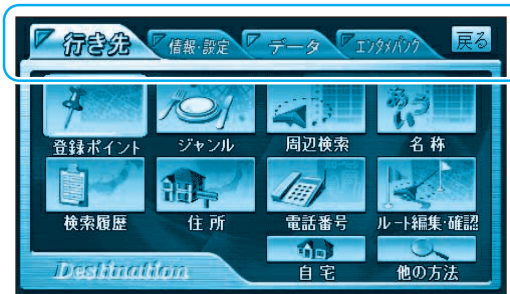 行き先 情報·設定 データ エンタメバンク 戻る
登録ポイント ジャンル 周辺検索 名称
検索履歴 住所 電話番号 ルート編集·確認
自宅 他の方法
Destination